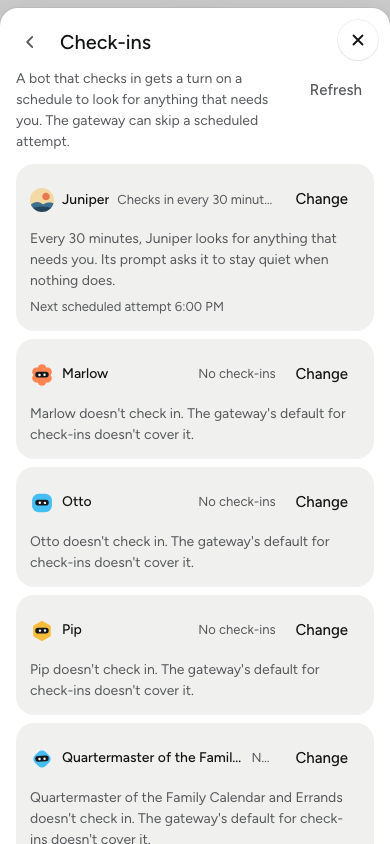 Check-ins
A bot that checks in gets a turn on a
schedule to look for anything that needs
you. The gateway can skip a scheduled
attempt.
Refresh
Juniper Checks in every 30 minut... Change
Every 30 minutes, Juniper looks for anything that
needs you. Its prompt asks it to stay quiet when
nothing does.
Next scheduled attempt 6:00 PM
Marlow No check-ins Change
Marlow doesn't check in. The gateway's default for
check-ins doesn't cover it.
Otto No check-ins Change
Otto doesn't check in. The gateway's default for
check-ins doesn't cover it.
Pip No check-ins Change
Pip doesn't check in. The gateway's default for
check-ins doesn't cover it.
Quartermaster of the Famil... N... Change
Quartermaster of the Family Calendar and Errands
doesn't check in. The gateway's default for check-
ins doesn't cover it.